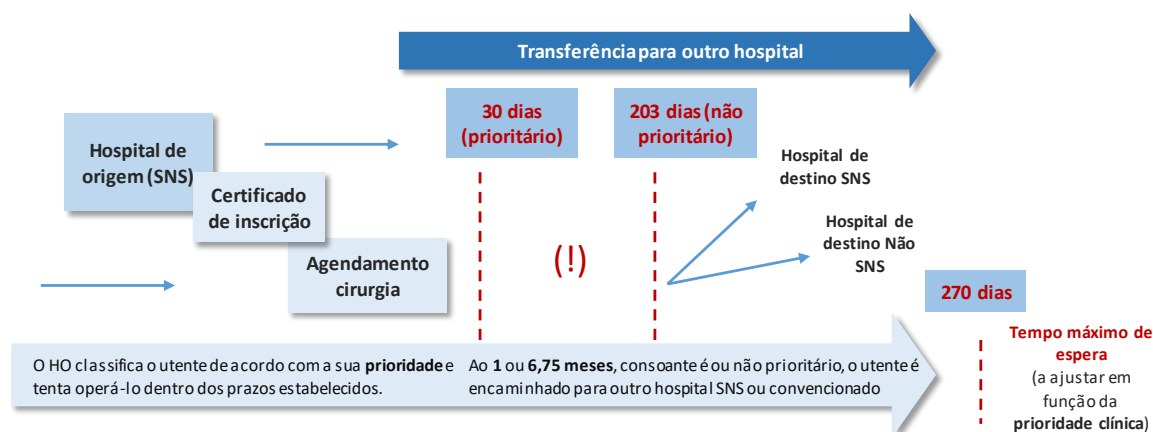 Transferência para outro hospital
30 dias
(prioritário)
203 dias (não
prioritário)
Hospital de
origem (SNS)
Certificado
de inscrição
Agendamento
cirurgia
(!)
Hospital de
destino SNS
Hospital de
destino Não
SNS
270 dias
O HO classifica o utente de acordo com a sua prioridade e
tenta operá-lo dentro dos prazos estabelecidos.
Ao 1 ou 6,75 meses, consoante é ou não prioritário, o utente é
encaminhado para outro hospital SNS ou convencionado
Tempo máximo de
espera
(a ajustar em
função da
prioridade clínica)